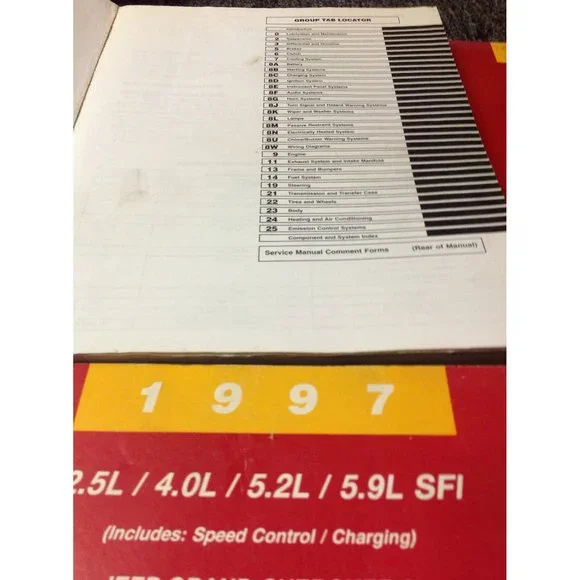 GROUP TAB LOCATOR
Introduction
0 Lubrication and Maintenance
2 Suspension
3 Differential and Driveline
5 Brakes
6 Clutch
7 Cooling System
8A Battery
8B Starting Systems
8C Charging System
8D Ignition System
8E Instrument Panel Systems
8F Audio Systems
8G Horn Systems
8J Turn Signal and Hazard Warning Systems
8K Wiper and Washer Systems
8L Lamps
8M Passive Restraint Systems
8N Electrically Heated System
8U Chime/Buzzer Warning Systems
8W Wiring Diagrams
9 Engine
11 Exhaust System and Intake Manifold
13 Frame and Bumpers
14 Fuel System
19 Steering
21 Transmission and Transfer Case
22 Tires and Wheels
23 Body
24 Heating and Air Conditioning
25 Emission Control Systems
Component and System Index
Service Manual Comment Forms (Rear of Manual)
1997
2.5L / 4.0L / 5.2L / 5.9L SFI
(Includes: Speed Control / Charging)